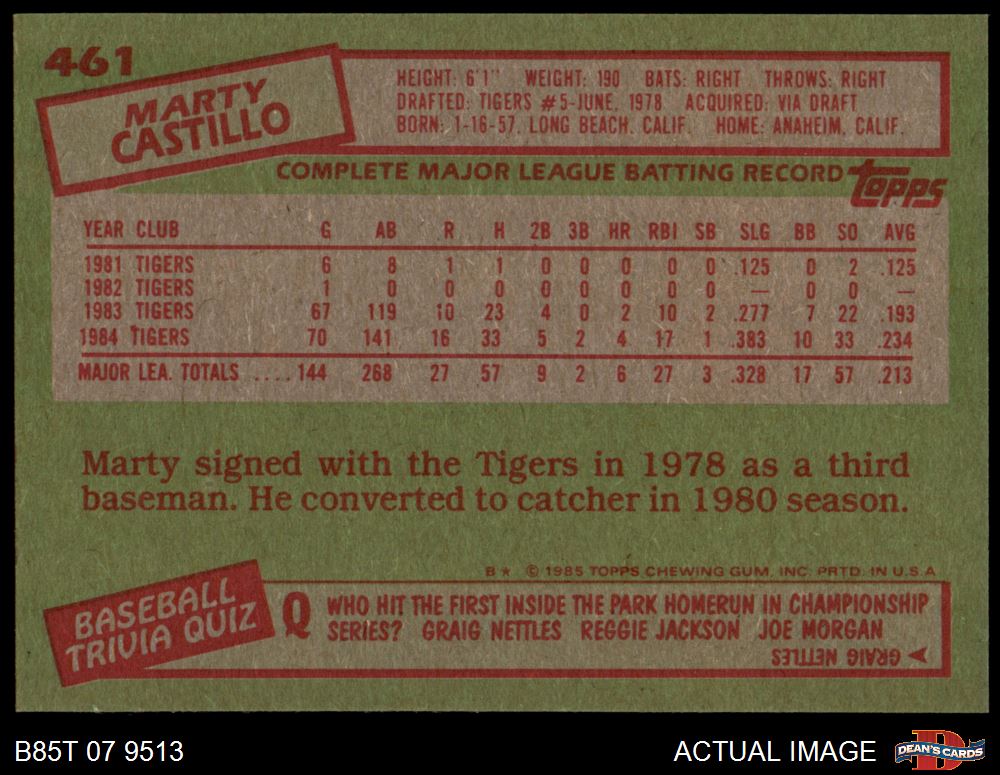 461
MARTY
CASTILLO
HEIGHT: 6'1" WEIGHT: 190 BATS: RIGHT THROWS: RIGHT
DRAFTED: TIGERS #5-JUNE, 1978 ACQUIRED: VIA DRAFT
BORN: 1-16-57, LONG BEACH, CALIF. HOME: ANAHEIM, CALIF.
COMPLETE MAJOR LEAGUE BATTING RECORD
topps
YEAR CLUB G AB R H 2B 3B HR RBI SB SLG BB SO AVG
1981 TIGERS 6 8 1 1 0 0 0 0 0 .125 0 2 .125
1982 TIGERS 1 0 0 0 0 0 0 0 0 — 0 0 —
1983 TIGERS 67 119 10 23 4 0 2 10 2 .277 7 22 .193
1984 TIGERS 70 141 16 33 5 2 4 17 1 .383 10 33 .234
MAJOR LEA. TOTALS .... 144 268 27 57 9 2 6 27 3 .328 17 57 .213
Marty signed with the Tigers in 1978 as a third
baseman. He converted to catcher in 1980 season.
B★ © 1985 TOPPS CHEWING GUM, INC. PRTD. IN U.S.A.
BASEBALL
TRIVIA QUIZ
Q WHO HIT THE FIRST INSIDE THE PARK HOMERUN IN CHAMPIONSHIP
SERIES? GRAIG NETTLES REGGIE JACKSON JOE MORGAN
GRAIG NETTLES
B85T 07 9513
ACTUAL IMAGE
DEAN'S CARDS